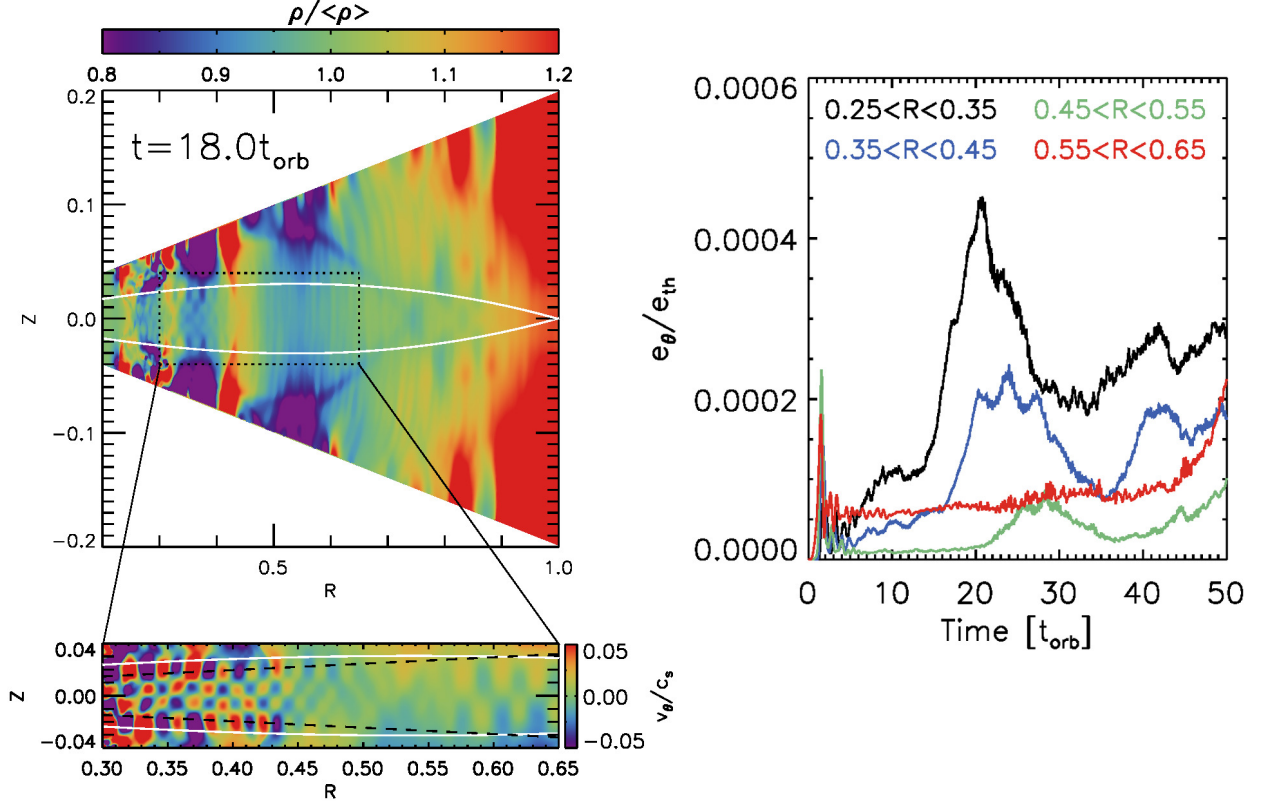 ρ/<ρ>
0.8 0.9 1.0 1.1 1.2
0.2
t=18.0t_orb
0.1
z
0.0
−0.1
−0.2
0.5 1.0
R
0.04
z
0.00
−0.04
0.30 0.35 0.40 0.45 0.50 0.55 0.60 0.65
R
0.05
0.00
−0.05
v_θ/c_s
0.0006
0.25<R<0.35 0.45<R<0.55
0.35<R<0.45 0.55<R<0.65
0.0004
e_θ/e_th
0.0002
0.0000
0 10 20 30 40 50
Time [t_orb]